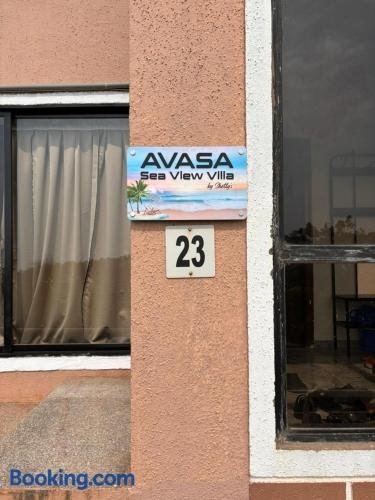 AVASA
Sea View Villa
by Shelly's
23
Booking.com